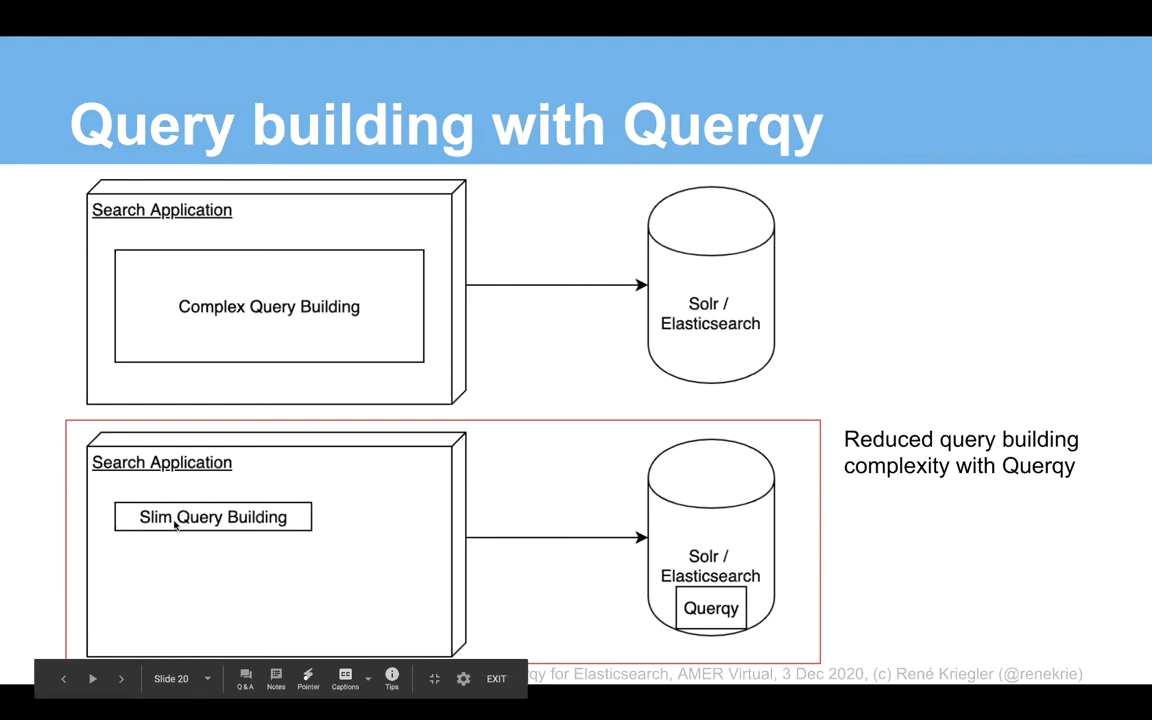 Query building with Querqy
Search Application
Complex Query Building
Solr /
Elasticsearch
Search Application
Slim Query Building
Solr /
Elasticsearch
Querqy
Reduced query building
complexity with Querqy
for Elasticsearch, AMER Virtual, 3 Dec 2020, (c) René Kriegler (@renekrie)
Slide 20
Q & A
Notes
Pointer
CC
Captions
Tips
EXIT